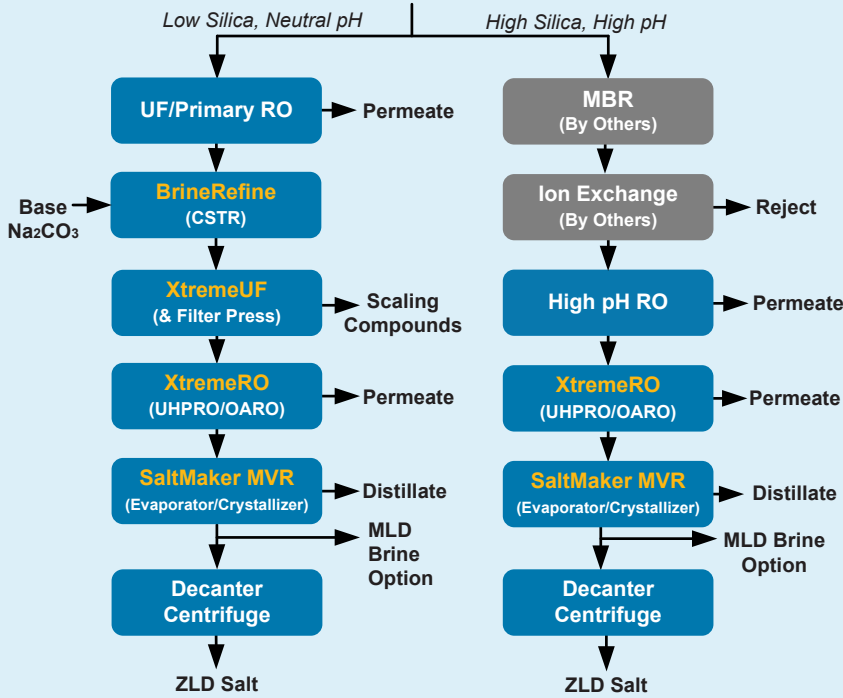 Low Silica, Neutral pH
High Silica, High pH
UF/Primary RO
Permeate
BrineRefine
(CSTR)
Base
Na₂CO₃
XtremeUF
(& Filter Press)
Scaling
Compounds
XtremeRO
(UHPRO/OARO)
Permeate
SaltMaker MVR
(Evaporator/Crystallizer)
Distillate
MLD
Brine
Option
Decanter
Centrifuge
ZLD Salt
MBR
(By Others)
Ion Exchange
(By Others)
Reject
High pH RO
Permeate
XtremeRO
(UHPRO/OARO)
Permeate
SaltMaker MVR
(Evaporator/Crystallizer)
Distillate
MLD Brine
Option
Decanter
Centrifuge
ZLD Salt